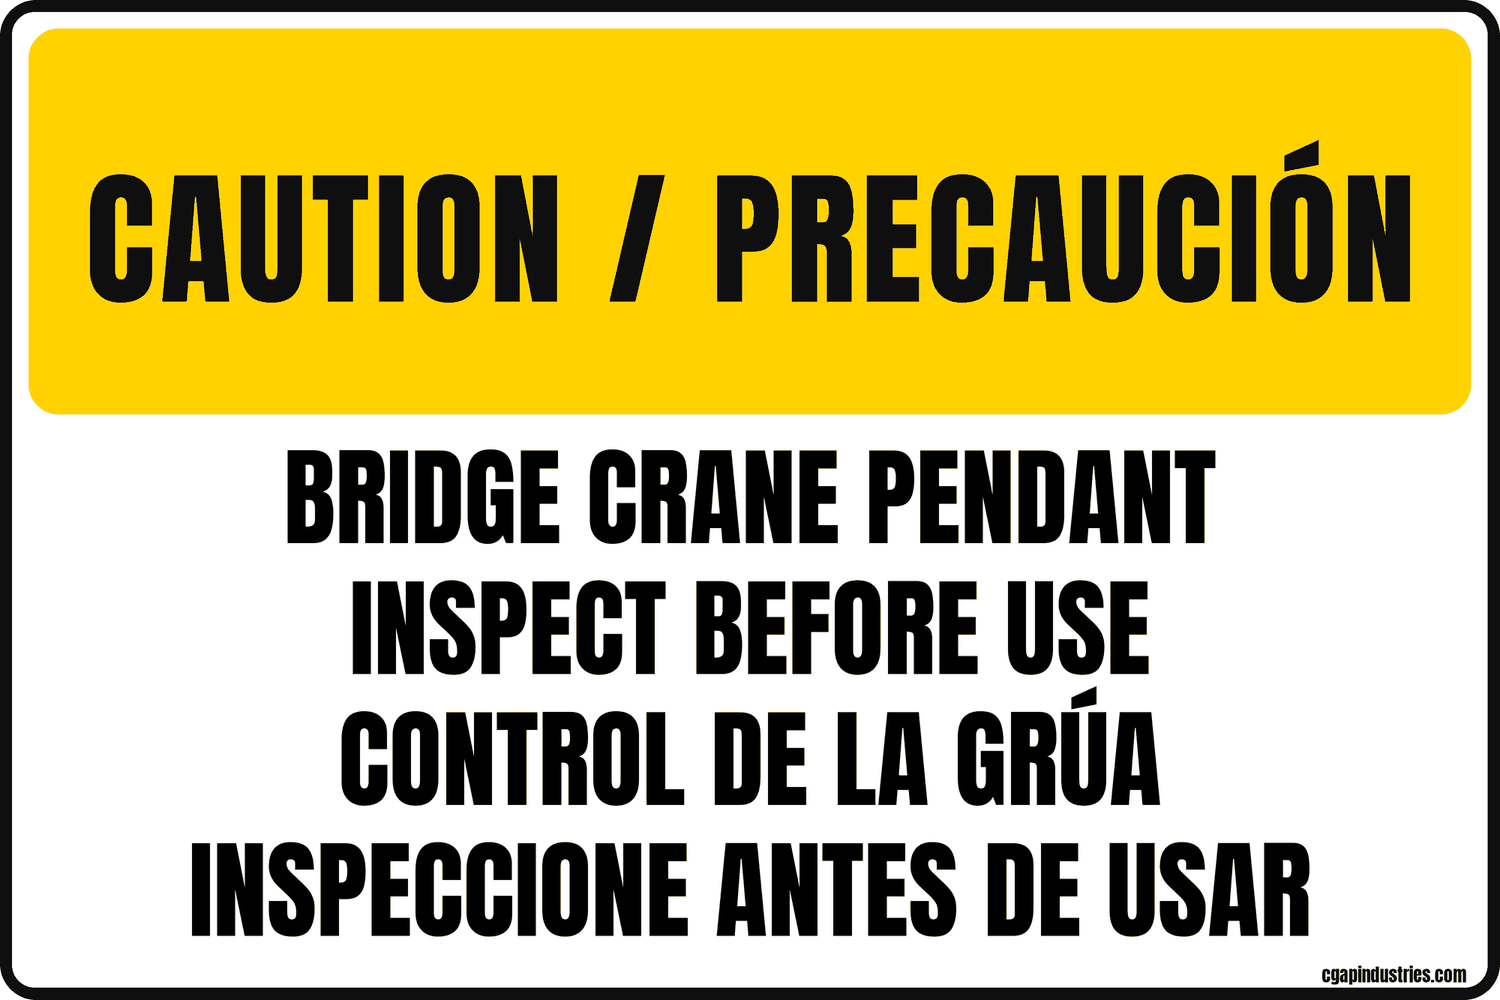 CAUTION / PRECAUCIÓN
BRIDGE CRANE PENDANT
INSPECT BEFORE USE
CONTROL DE LA GRÚA
INSPECCIONE ANTES DE USAR
cgapindustries.com